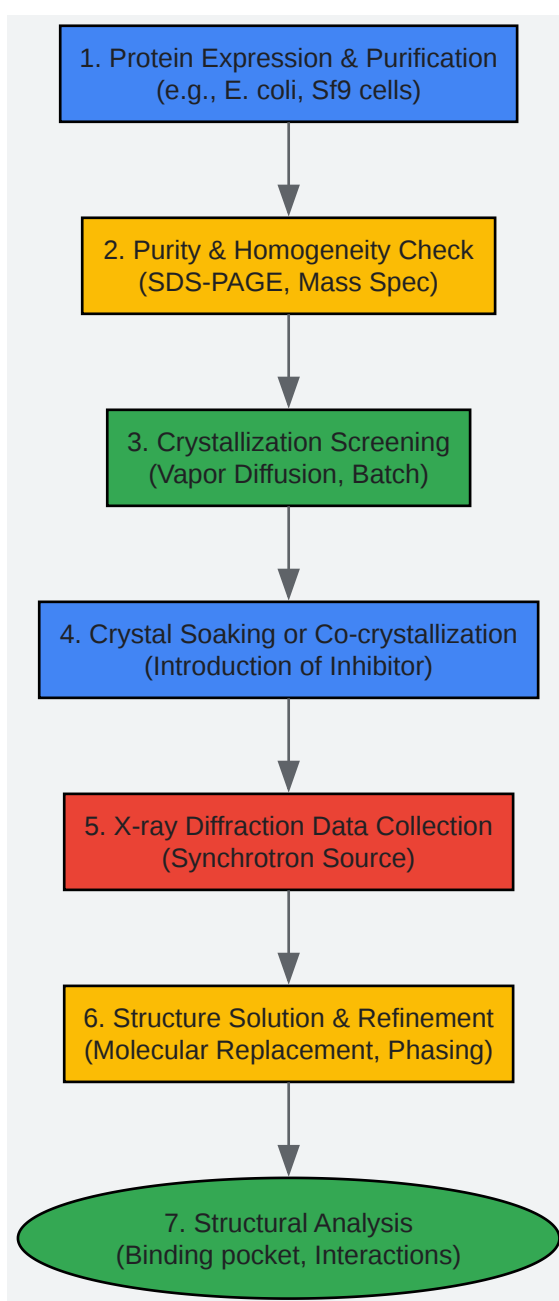 1. Protein Expression & Purification
(e.g., E. coli, Sf9 cells)
2. Purity & Homogeneity Check
(SDS-PAGE, Mass Spec)
3. Crystallization Screening
(Vapor Diffusion, Batch)
4. Crystal Soaking or Co-crystallization
(Introduction of Inhibitor)
5. X-ray Diffraction Data Collection
(Synchrotron Source)
6. Structure Solution & Refinement
(Molecular Replacement, Phasing)
7. Structural Analysis
(Binding pocket, Interactions)